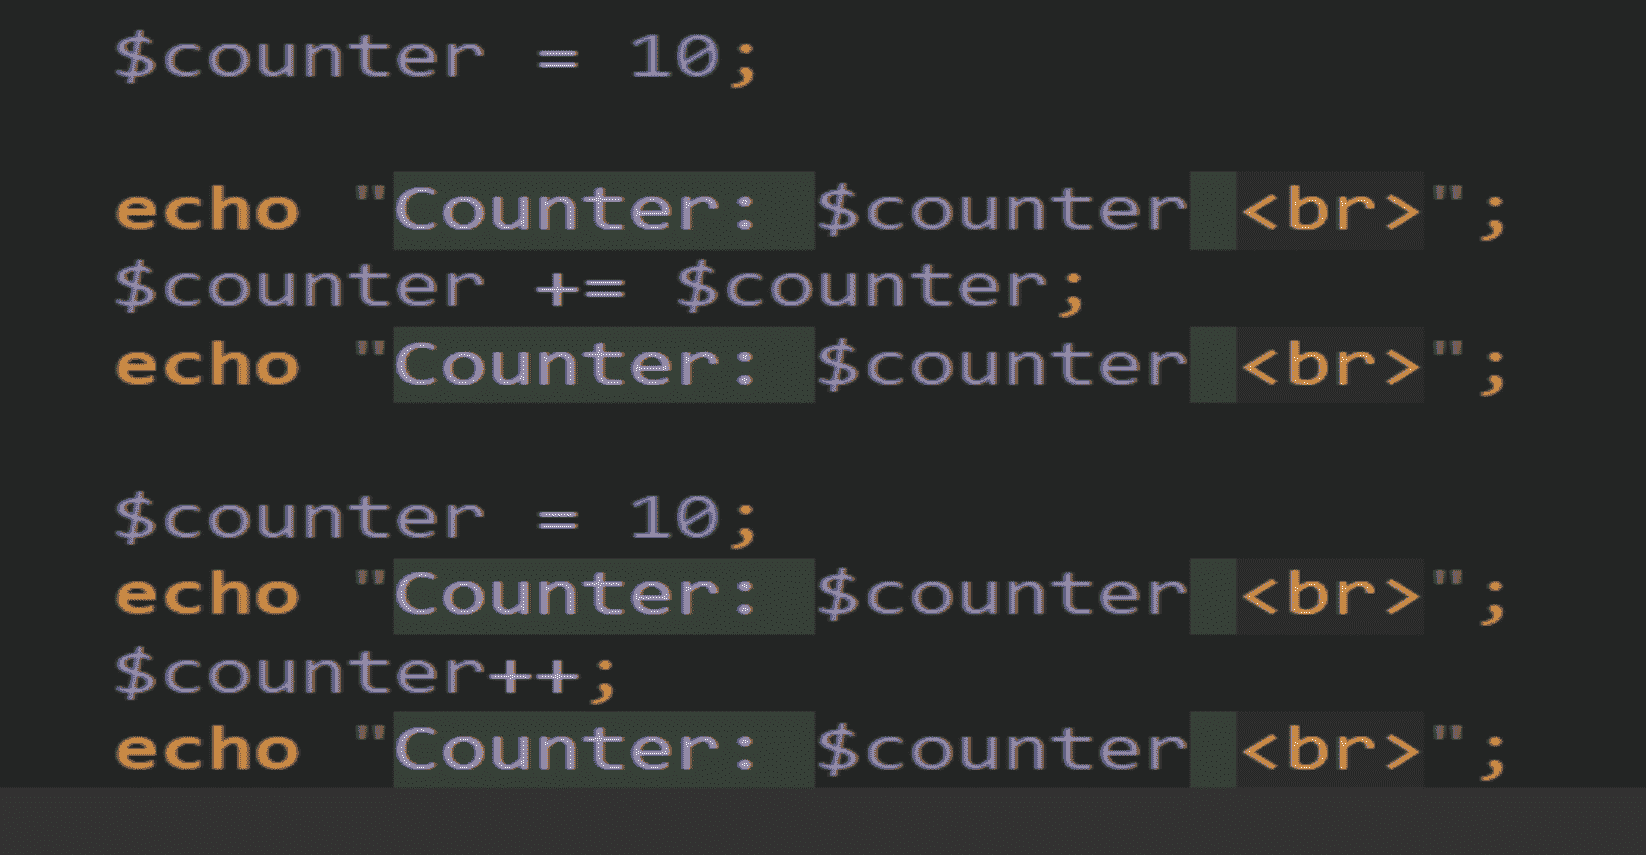 $counter = 10;
echo "Counter: $counter <br>";
$counter += $counter;
echo "Counter: $counter <br>";
$counter = 10;
echo "Counter: $counter <br>";
$counter++;
echo "Counter: $counter <br>";